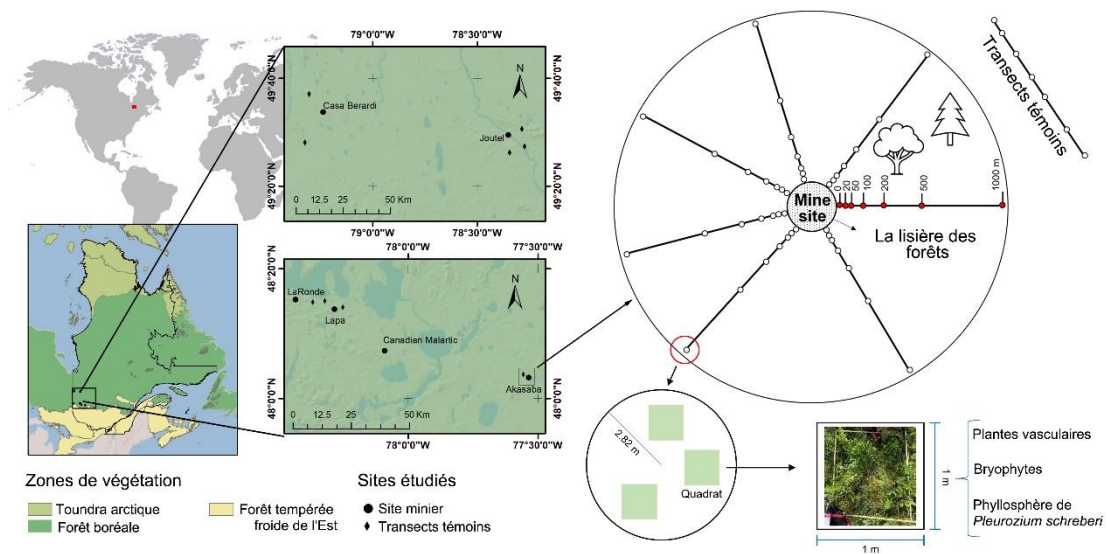 79°0'0"W
78°30'0"W
49°40'0"N
49°40'0"N
49°20'0"N
49°20'0"N
N
Casa Berardi
Joutel
0 12.5 25 50 Km
79°0'0"W
78°30'0"W
78°0'0"W
77°30'0"W
48°20'0"N
48°20'0"N
48°0'0"N
48°0'0"N
N
LaRonde
Lapa
Canadian Malartic
Akasaba
0 12.5 25 50 Km
78°0'0"W
77°30'0"W
Zones de végétation
Toundra arctique
Forêt boréale
Forêt tempérée
froide de l'Est
Sites étudiés
Site minier
Transects témoins
Transects témoins
Mine
site
0
20
50
100
200
500
1000 m
La lisière des
forêts
2.82 m
Quadrat
1 m
1 m
Plantes vasculaires
Bryophytes
Phyllosphère de
Pleurozium schreberi